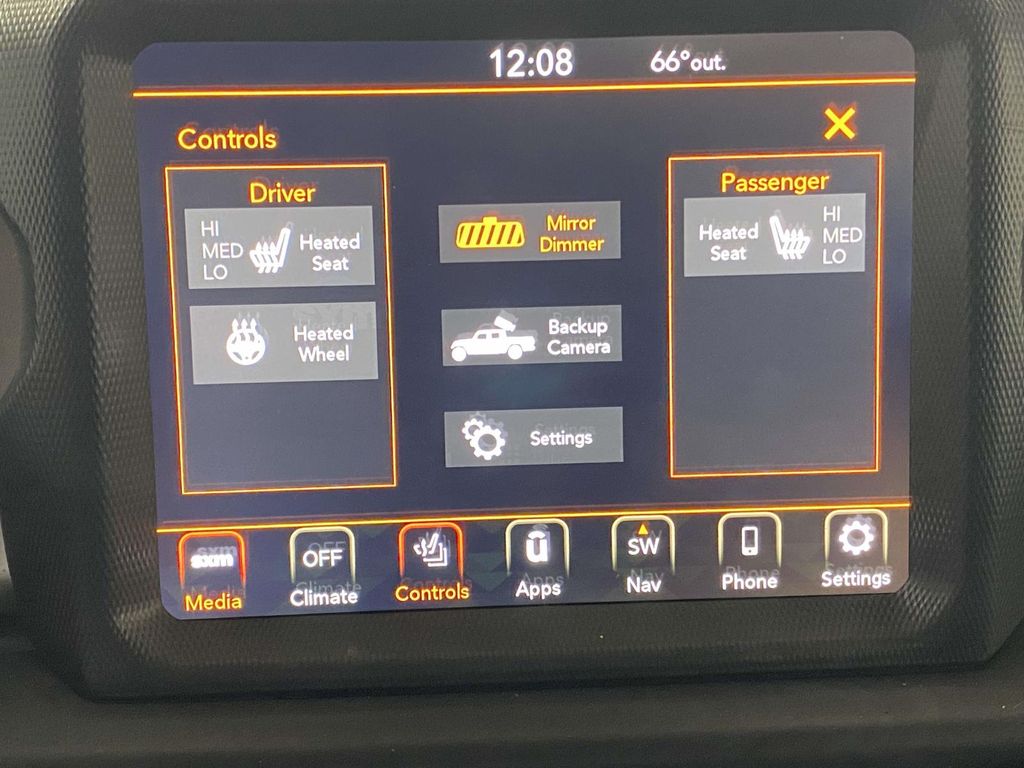 12:08
66°out.
Controls
Driver
HI
MED
LO
Heated
Seat
Heated
Wheel
Mirror
Dimmer
Backup
Camera
Settings
Passenger
Heated
Seat
HI
MED
LO
sxm
Media
OFF
Climate
Controls
u
Apps
SW
Nav
Phone
Settings